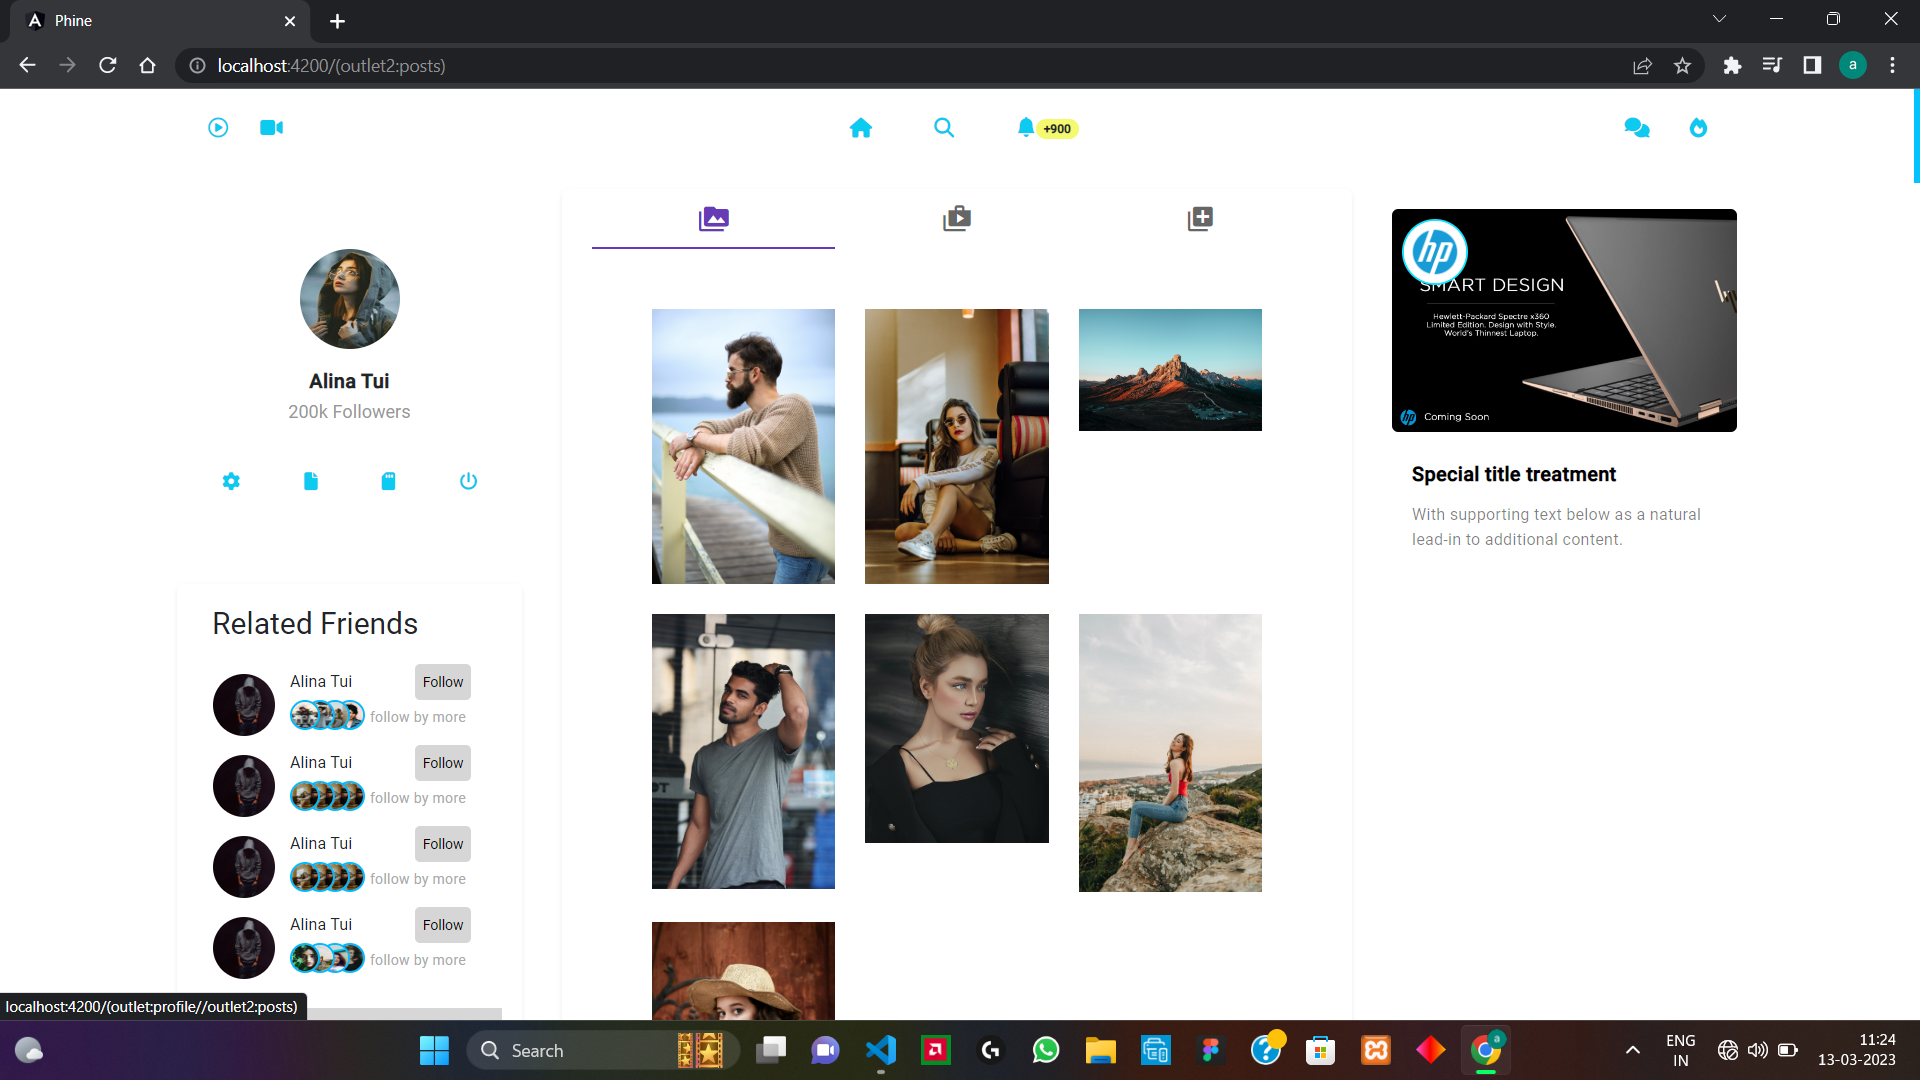 Phine
localhost:4200/(outlet2:posts)
a
+900
Alina Tui
200k Followers
Related Friends
Alina Tui
Follow
follow by more
Alina Tui
Follow
follow by more
Alina Tui
Follow
follow by more
Alina Tui
Follow
follow by more
hp
SMART DESIGN
Hewlett-Packard Spectre x360
Limited Edition. Design with Style.
World's Thinnest Laptop.
hp
Coming Soon
Special title treatment
With supporting text below as a natural
lead-in to additional content.
localhost:4200/(outlet:profile//outlet2:posts)
Search
a
ENG
IN
11:24
13-03-2023